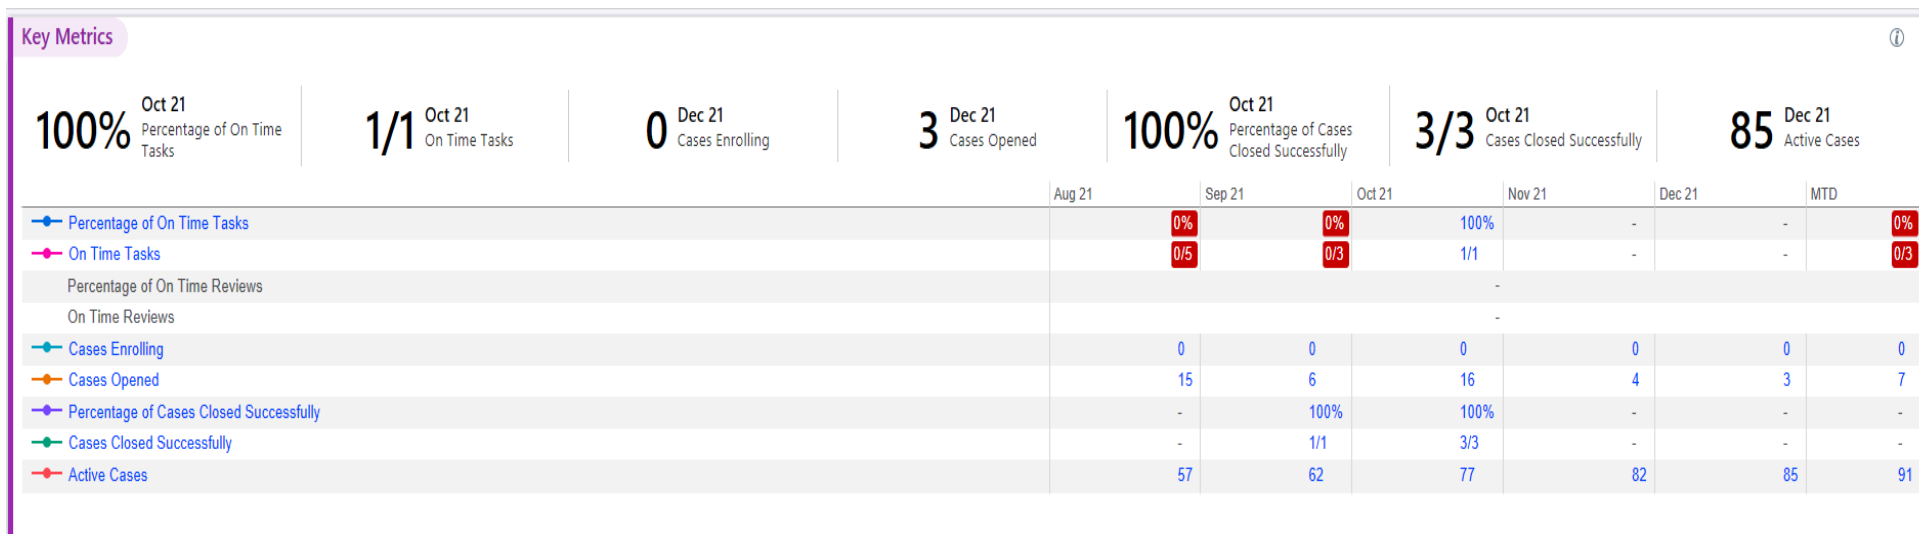 Key Metrics
100% Oct 21 Percentage of On Time Tasks
1/1 Oct 21 On Time Tasks
0 Dec 21 Cases Enrolling
3 Dec 21 Cases Opened
100% Oct 21 Percentage of Cases Closed Successfully
3/3 Oct 21 Cases Closed Successfully
85 Dec 21 Active Cases
Aug 21 Sep 21 Oct 21 Nov 21 Dec 21 MTD
Percentage of On Time Tasks 0% 0% 100% - - 0%
On Time Tasks 0/5 0/3 1/1 - - 0/3
Percentage of On Time Reviews -
On Time Reviews -
Cases Enrolling 0 0 0 0 0 0
Cases Opened 15 6 16 4 3 7
Percentage of Cases Closed Successfully - 100% 100% - - -
Cases Closed Successfully - 1/1 3/3 - - -
Active Cases 57 62 77 82 85 91